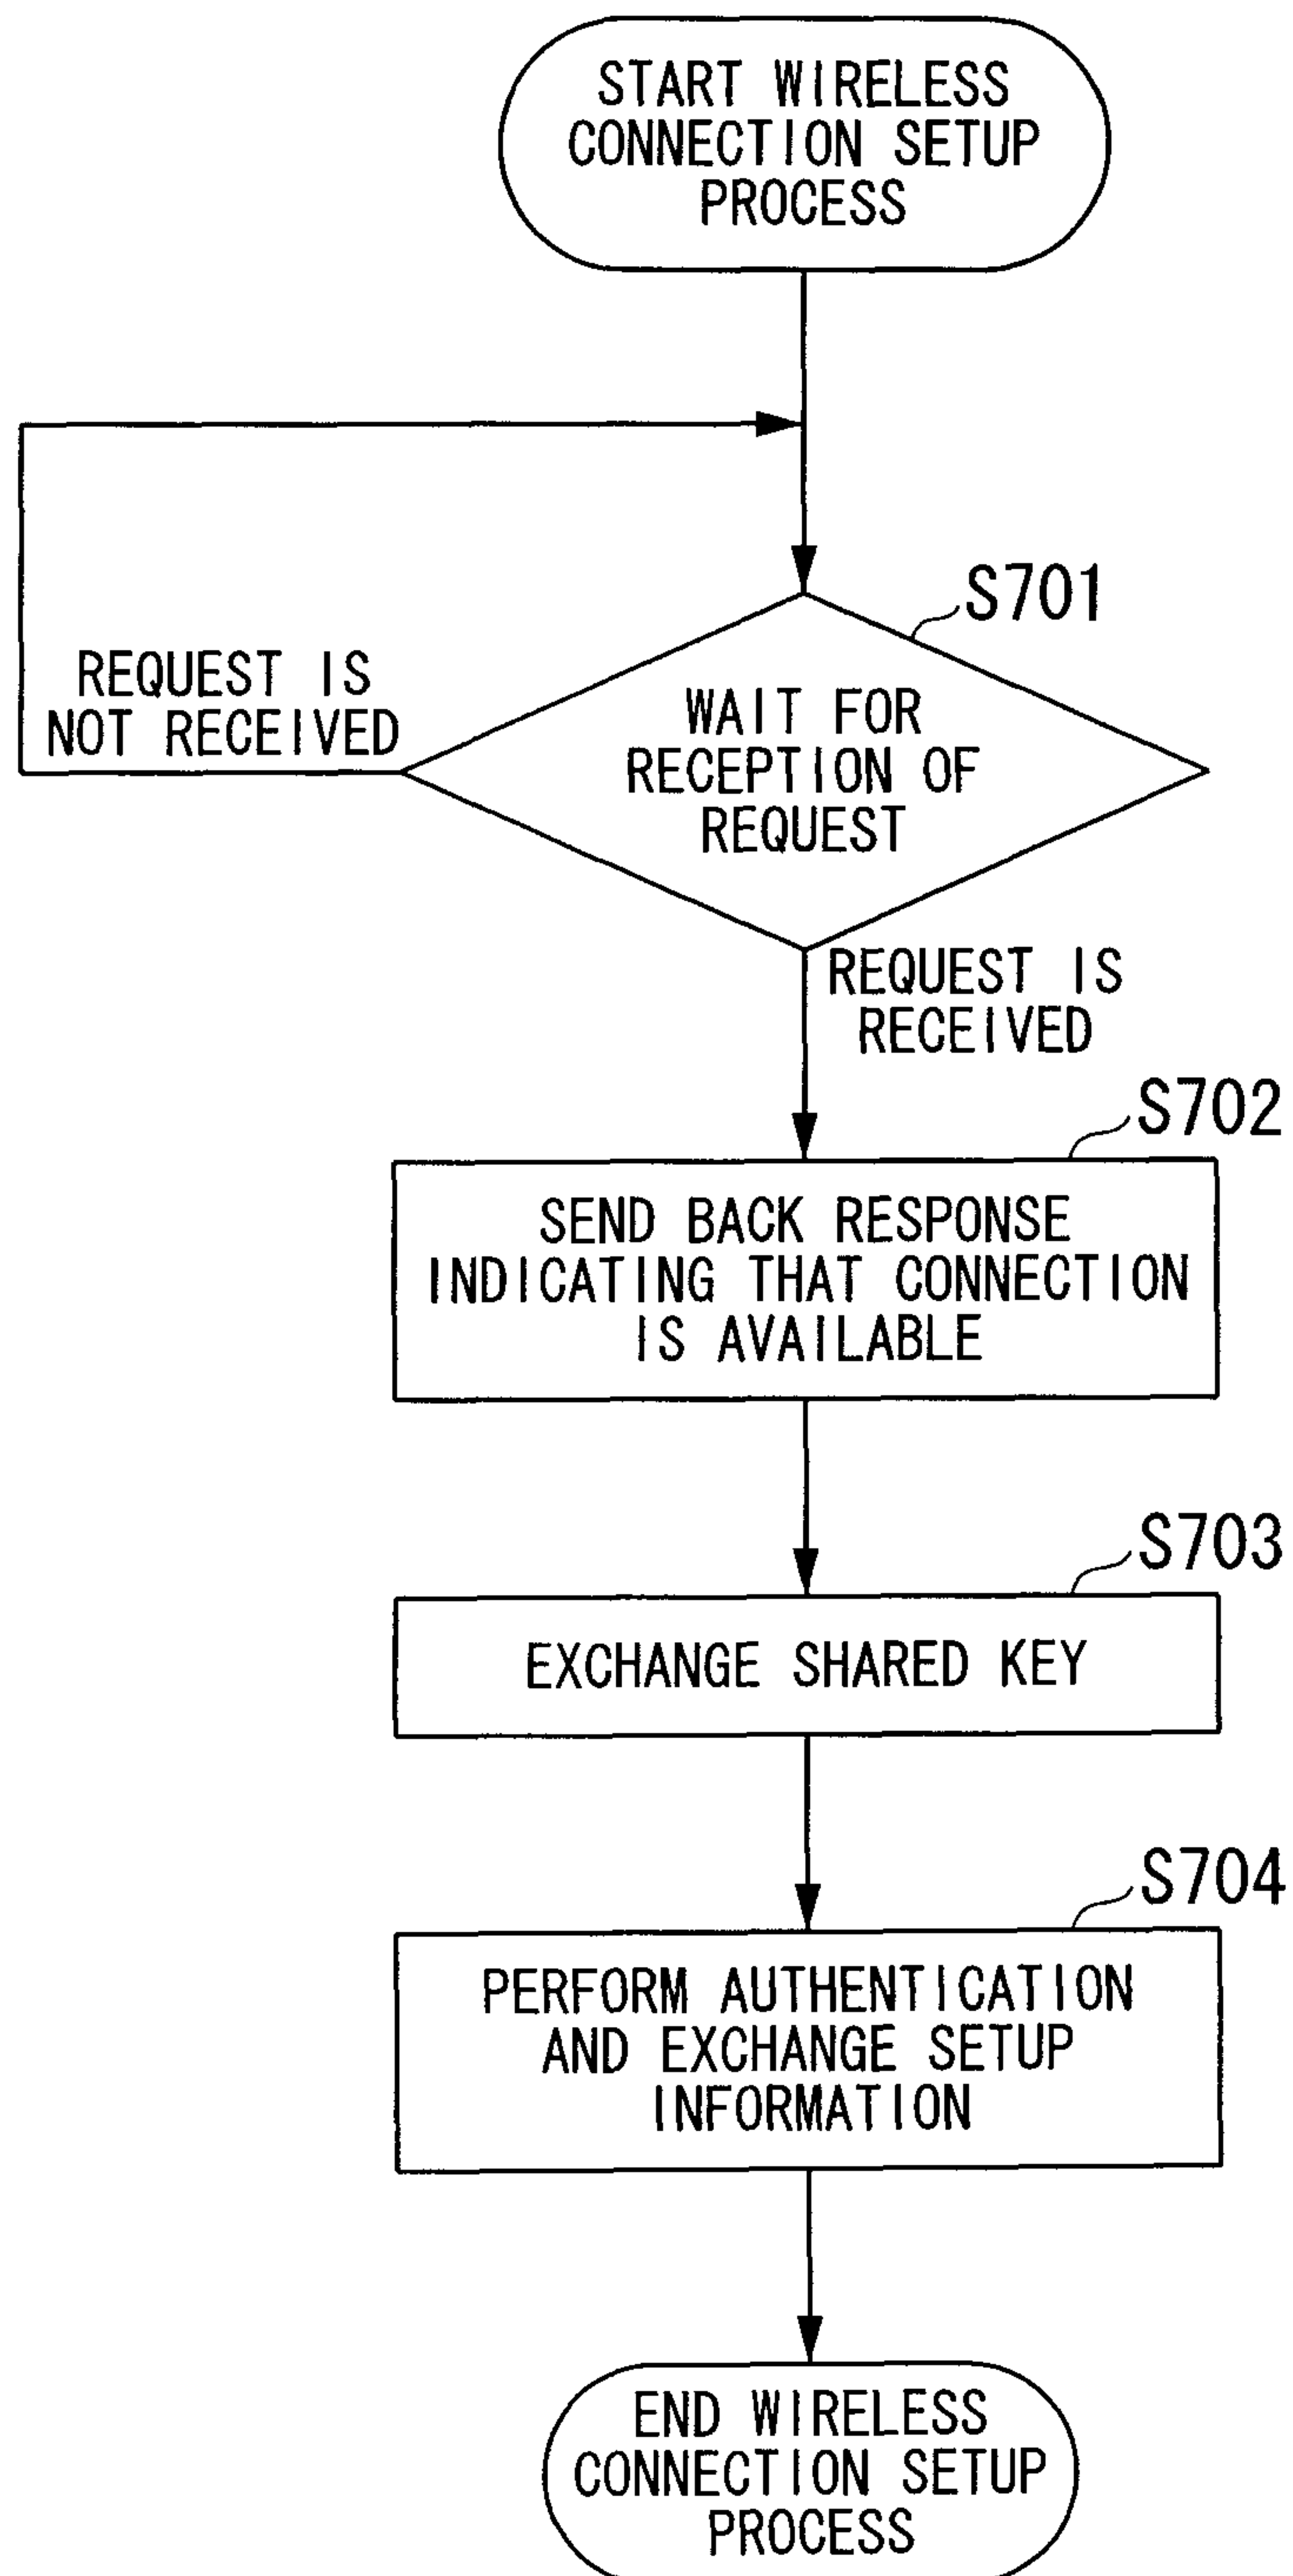 START WIRELESS
CONNECTION SETUP
PROCESS
S701
REQUEST IS
NOT RECEIVED
WAIT FOR
RECEPTION OF
REQUEST
REQUEST IS
RECEIVED
S702
SEND BACK RESPONSE
INDICATING THAT CONNECTION
IS AVAILABLE
S703
EXCHANGE SHARED KEY
S704
PERFORM AUTHENTICATION
AND EXCHANGE SETUP
INFORMATION
END WIRELESS
CONNECTION SETUP
PROCESS